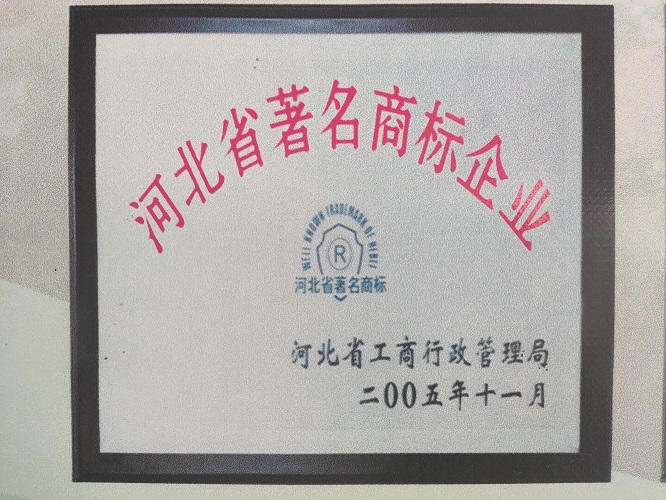 河北省著名商标企业
WELL KNOWN TRADEMARK OF HEBEI
R
河北省著名商标
河北省工商行政管理局
二00五年十一月